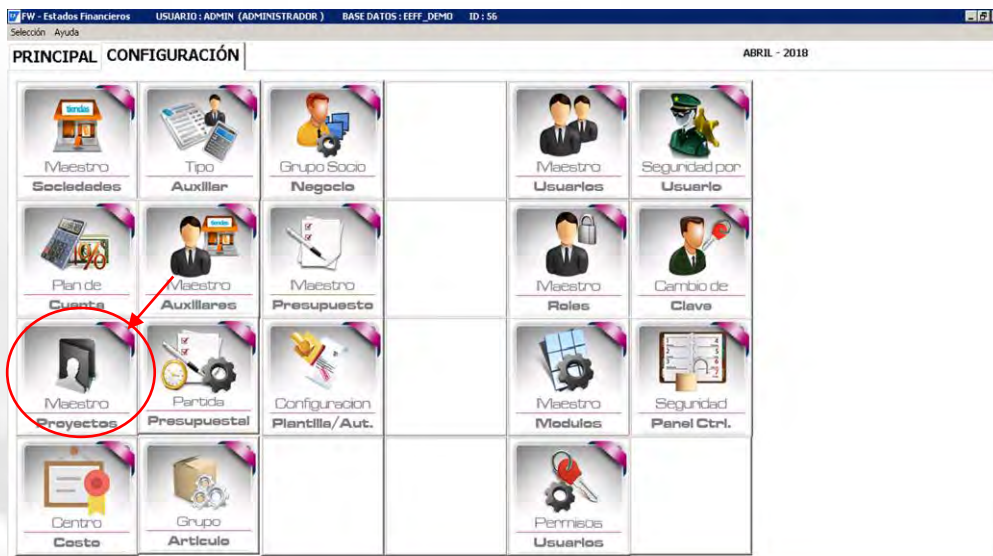 FW - Estados Financieros USUARIO : ADMIN (ADMINISTRADOR ) BASE DATOS : EEFF_DEMO ID : 56
Selección Ayuda
PRINCIPAL CONFIGURACIÓN
ABRIL - 2018
tiendas
Maestro
Sociedades
Tipo
Auxiliar
Grupo Socio
Negocio
Maestro
Usuarios
Seguridad por
Usuario
Plan de
Cuenta
tiendas
Maestro
Auxiliares
Maestro
Presupuesto
Maestro
Roles
Cambio de
Clave
Maestro
Proyectos
Partida
Presupuestal
Configuracion
Plantilla/Aut.
Maestro
Modulos
Seguridad
Panel Ctrl.
Centro
Costo
Grupo
Articulo
Permisos
Usuarios